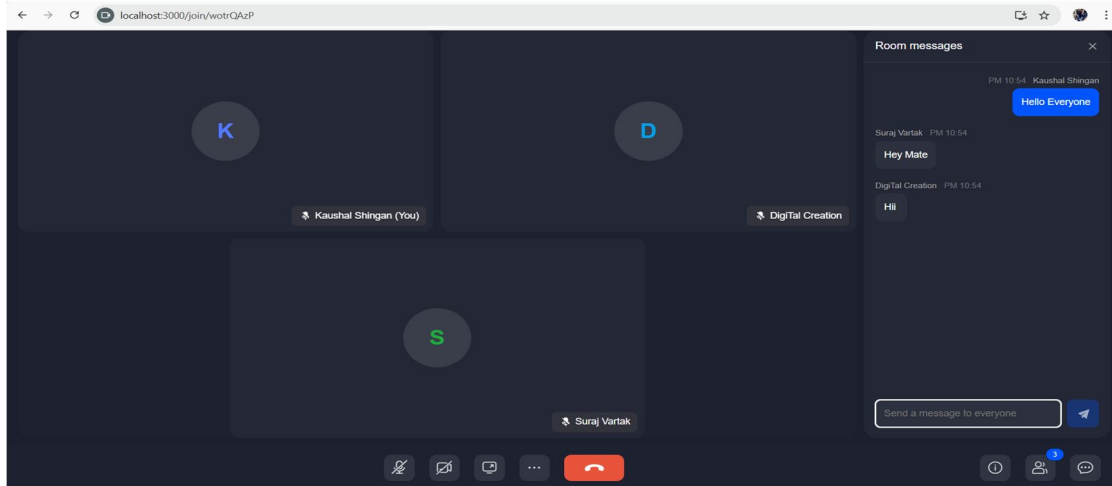 localhost:3000/join/wotrQAzP
K
Kaushal Shingan (You)
D
DigiTal Creation
S
Suraj Vartak
Room messages
PM 10:54 Kaushal Shingan
Hello Everyone
Suraj Vartak PM 10:54
Hey Mate
DigiTal Creation PM 10:54
Hii
Send a message to everyone
3